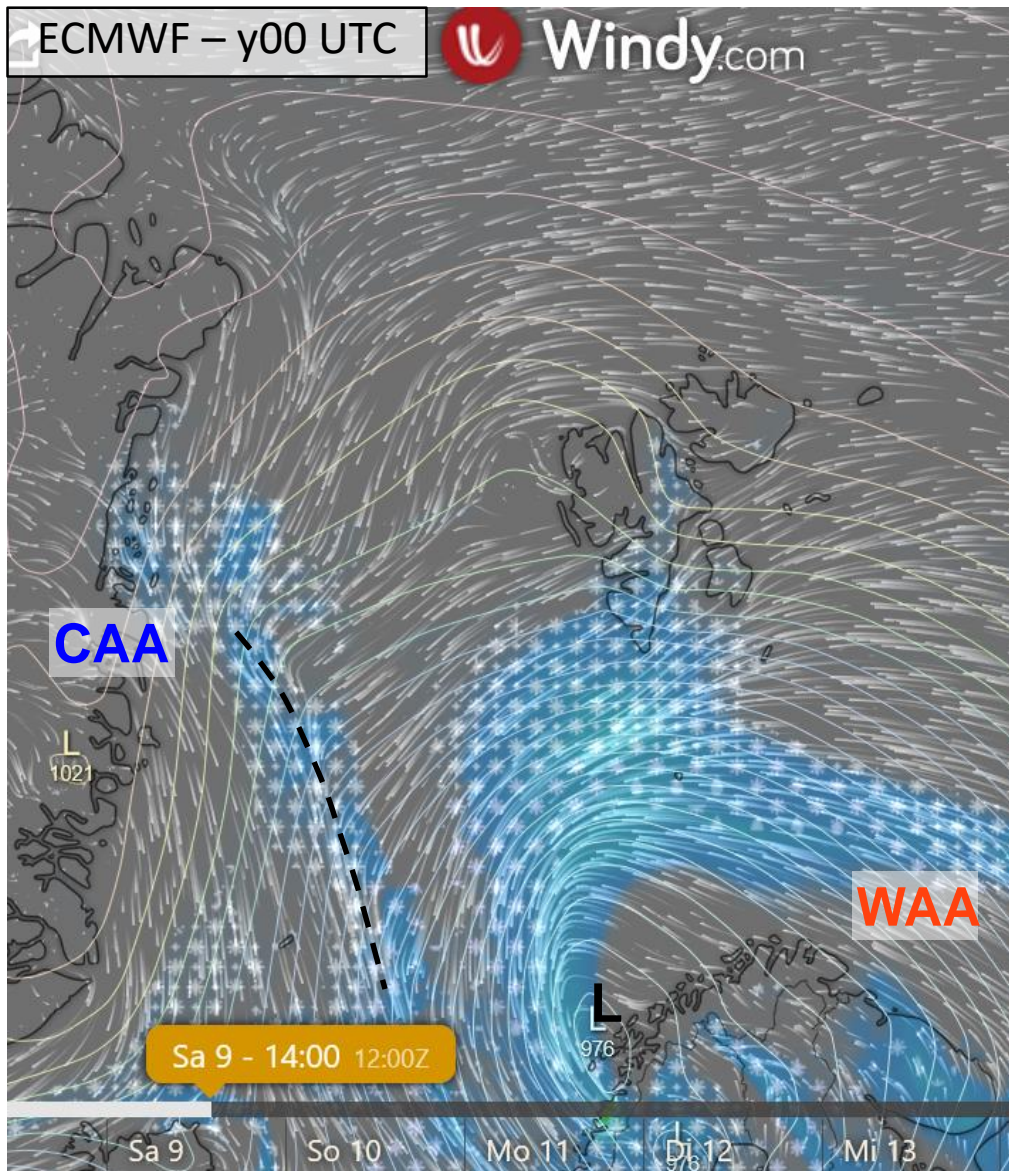 ECMWF – y00 UTC
Windy.com
CAA
L
1021
WAA
L
L
976
Sa 9 - 14:00 12:00Z
Sa 9 So 10 Mo 11 Di 12 Mi 13
L
976